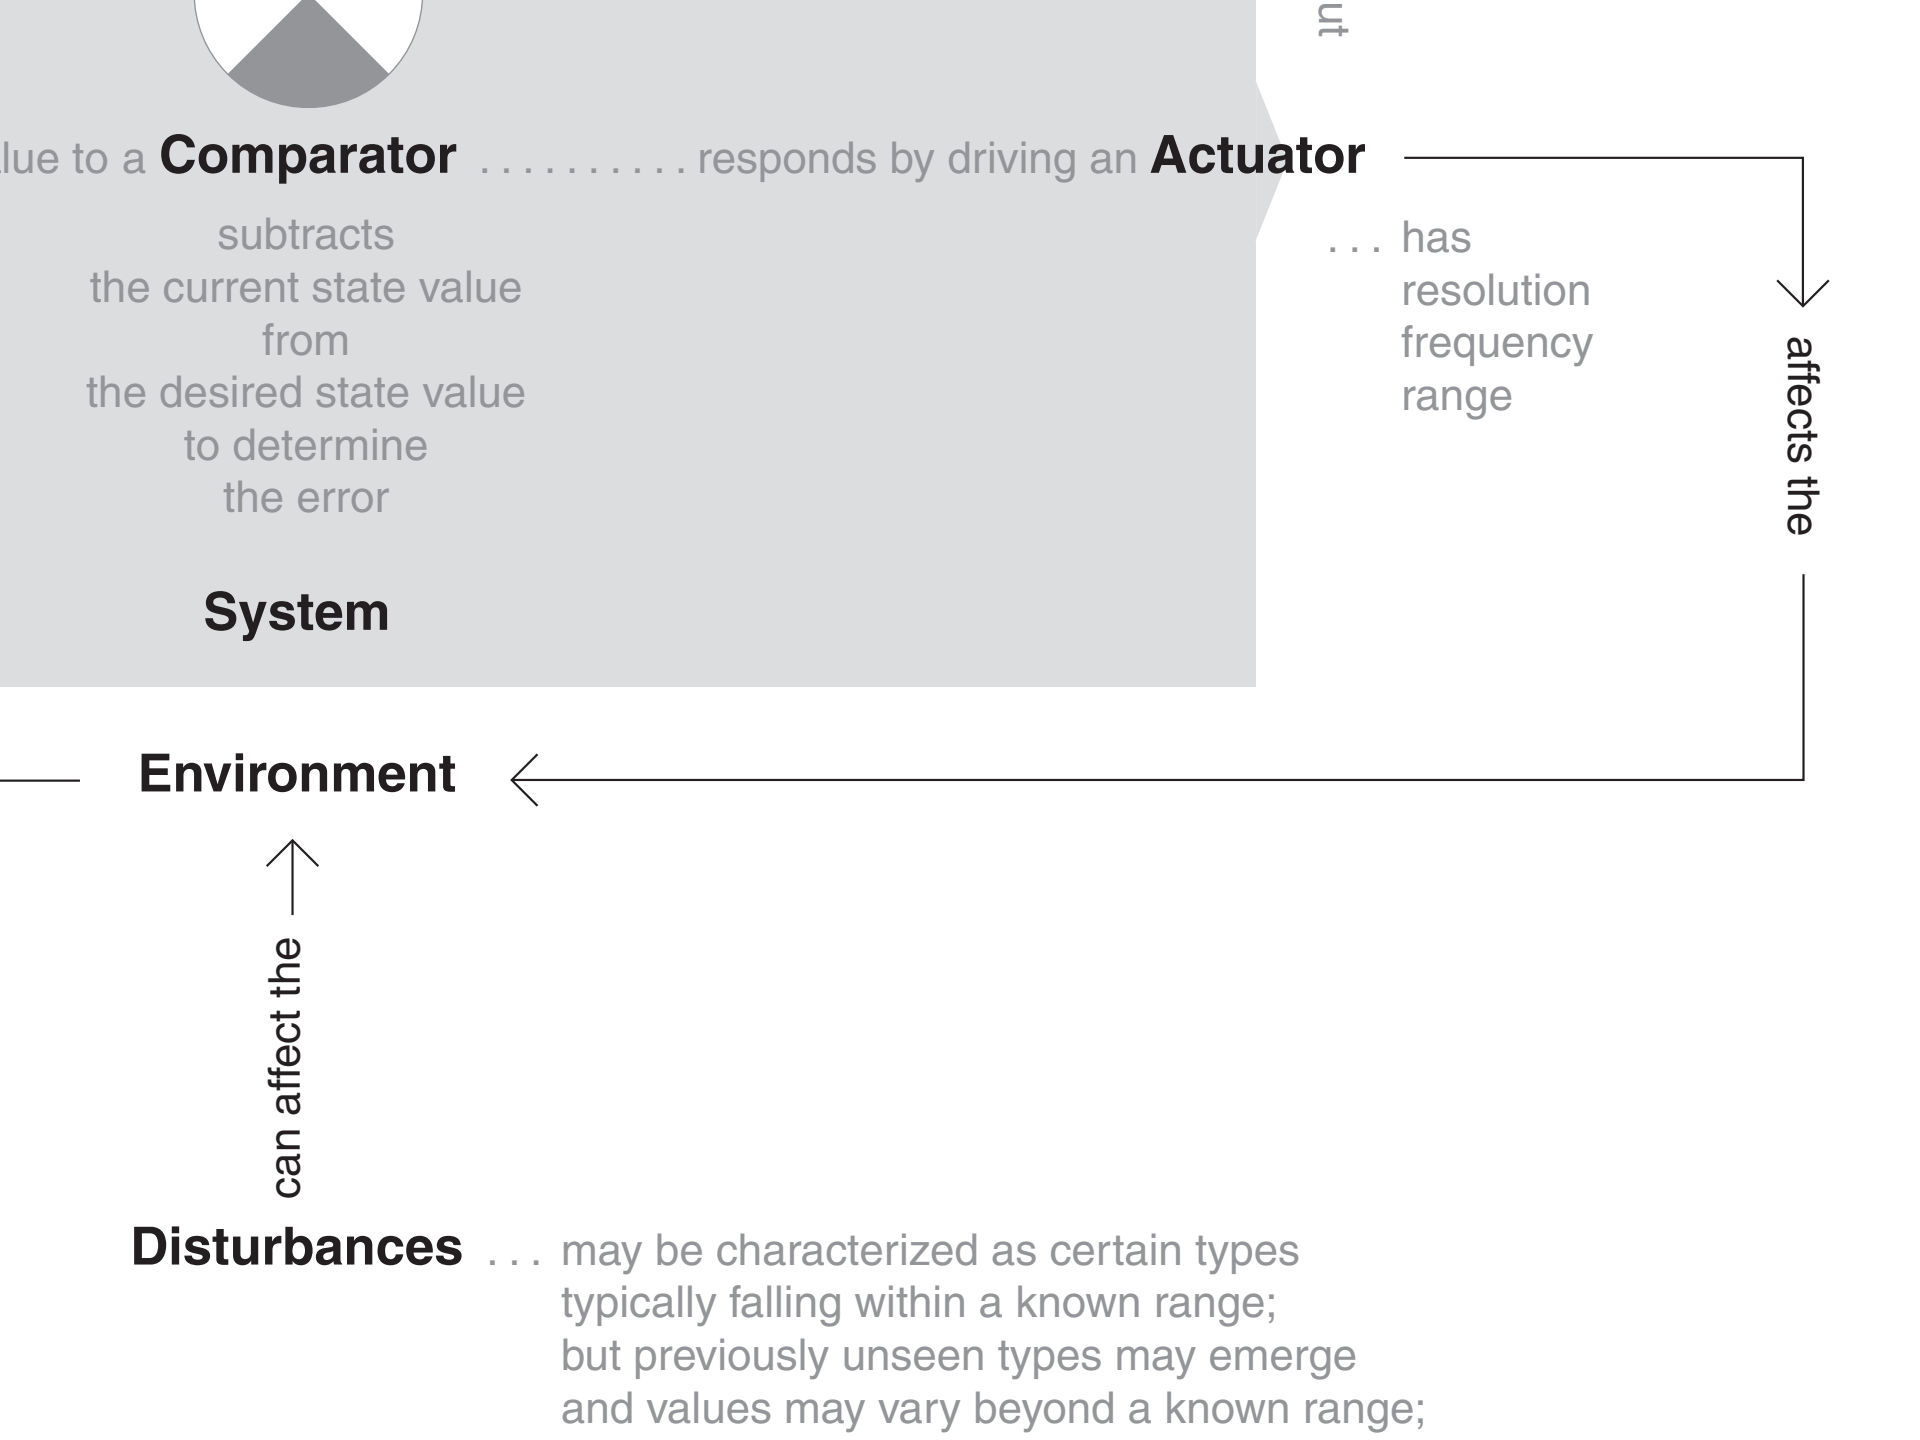 ut
to a Comparator .......... responds by driving an Actuator
subtracts
the current state value
from
the desired state value
to determine
the error
... has
resolution
frequency
range
affects the
System
Environment
can affect the
Disturbances ... may be characterized as certain types
typically falling within a known range;
but previously unseen types may emerge
and values may vary beyond a known range;